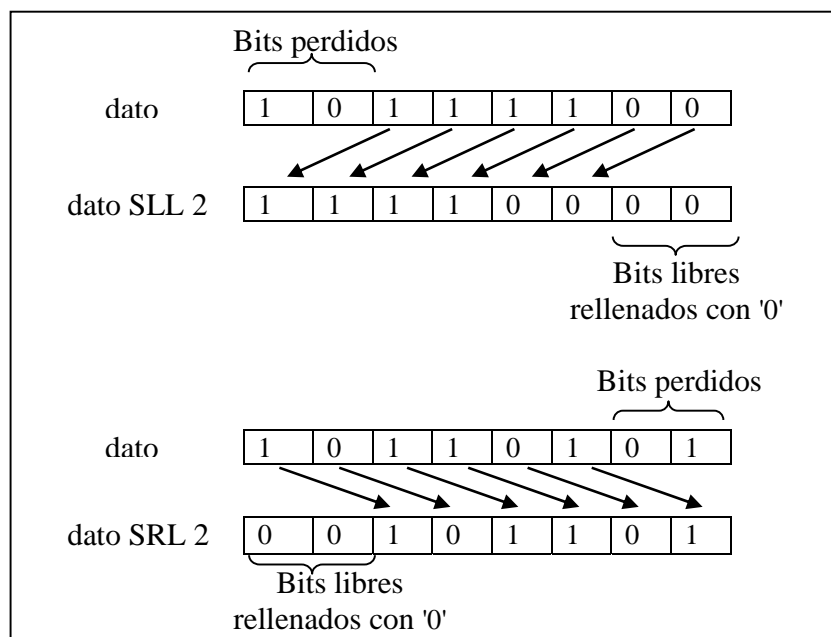 Bits perdidos
dato 1 0 1 1 1 1 0 0
dato SLL 2 1 1 1 1 0 0 0 0
Bits libres
rellenados con '0'
Bits perdidos
dato 1 0 1 1 0 1 0 1
dato SRL 2 0 0 1 0 1 1 0 1
Bits libres
rellenados con '0'